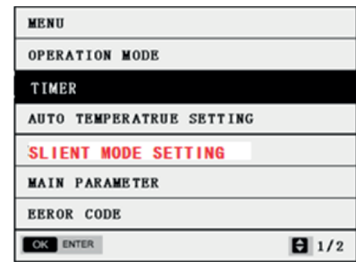 MENU
OPERATION MODE
TIMER
AUTO TEMPERATRUE SETTING
SLIENT MODE SETTING
MAIN PARAMETER
EEROR CODE
OK ENTER 1/2